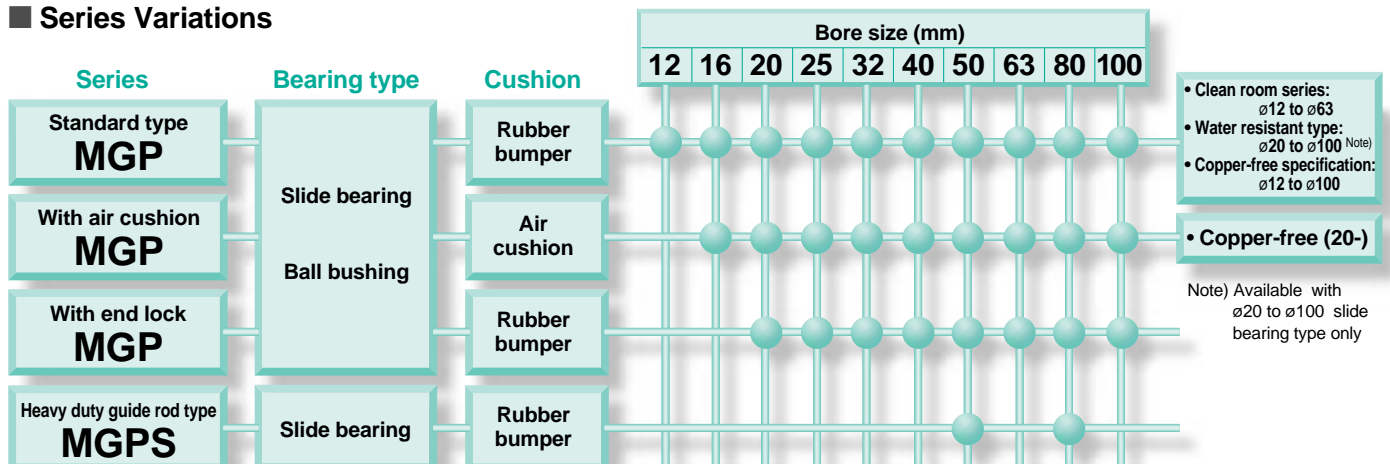 ■ Series Variations
Bore size (mm)
12 16 20 25 32 40 50 63 80 100
Series Bearing type Cushion
Standard type
MGP
With air cushion
MGP
With end lock
MGP
Heavy duty guide rod type
MGPS
Slide bearing
Ball bushing
Slide bearing
Rubber
bumper
Air
cushion
Rubber
bumper
Rubber
bumper
• Clean room series:
ø12 to ø63
• Water resistant type:
ø20 to ø100 Note)
• Copper-free specification:
ø12 to ø100
• Copper-free (20-)
Note) Available with
ø20 to ø100 slide
bearing type only